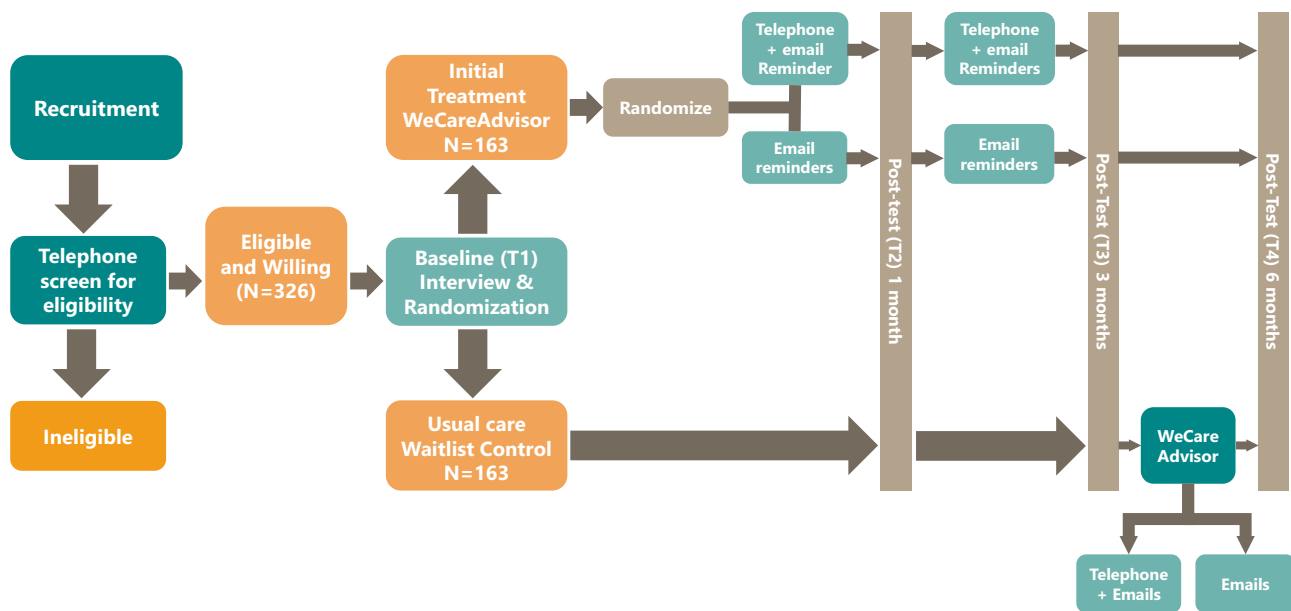 Recruitment
Telephone
screen for
eligibility
Ineligible
Eligible
and Willing
(N=326)
Initial
Treatment
WeCareAdvisor
N=163
Baseline (T1)
Interview &
Randomization
Usual care
Waitlist Control
N=163
Randomize
Telephone
+ email
Reminder
Email
reminders
Post-test (T2) 1 month
Telephone
+ email
Reminders
Email
reminders
Post-Test (T3) 3 months
WeCare
Advisor
Telephone
+ Emails
Emails
Post-Test (T4) 6 months